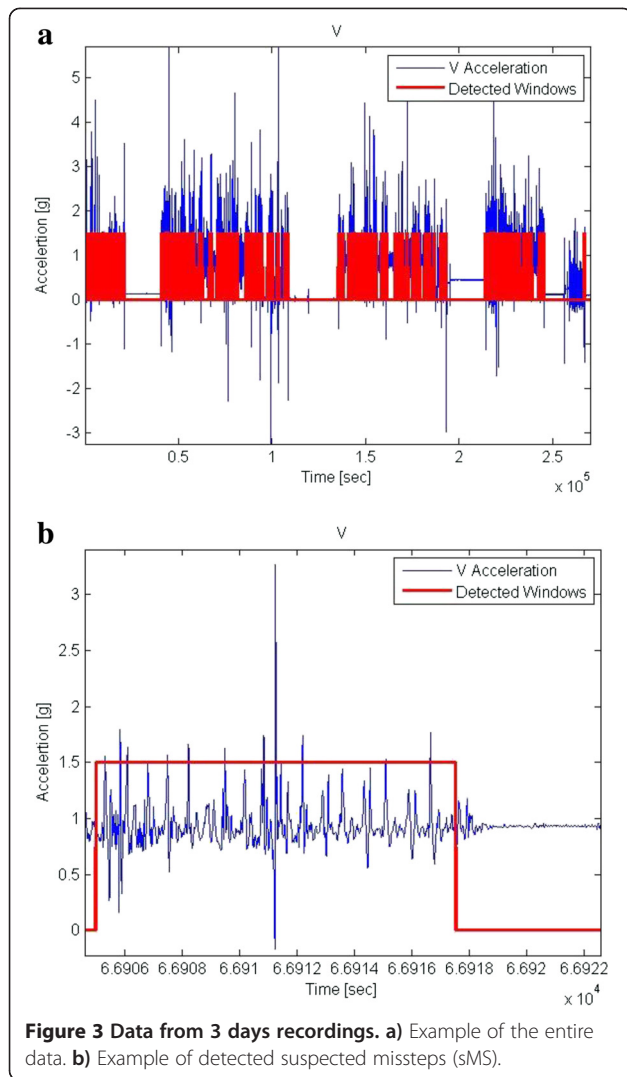 a
V
V Acceleration
Detected Windows
5
4
3
2
1
0
-1
-2
-3
Accelertion [g]
0.5 1 1.5 2 2.5
Time [sec]
x 10^5
b
V
V Acceleration
Detected Windows
3
2.5
2
1.5
1
0.5
0
Accelertion [g]
6.6906 6.6908 6.691 6.6912 6.6914 6.6916 6.6918 6.692 6.6922
Time [sec]
x 10^4
Figure 3 Data from 3 days recordings. a) Example of the entire
data. b) Example of detected suspected missteps (sMS).